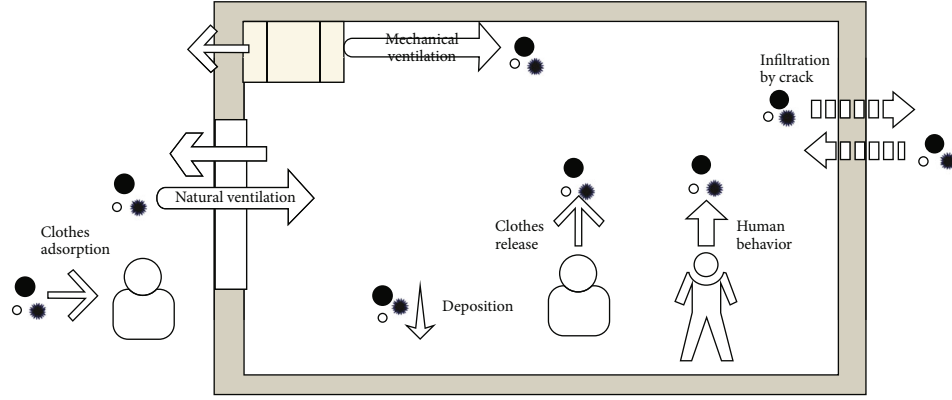 Mechanical
ventilation
Infiltration
by crack
Natural ventilation
Clothes
adsorption
Clothes
release
Human
behavior
Deposition